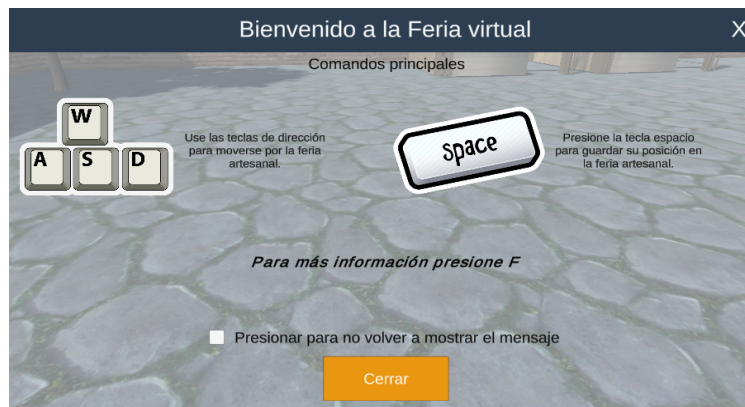 Bienvenido a la Feria virtual
X
Comandos principales
W
A S D
Use las teclas de dirección
para moverse por la feria
artesanal.
Space
Presione la tecla espacio
para guardar su posición en
la feria artesanal.
Para más información presione F
Presionar para no volver a mostrar el mensaje
Cerrar